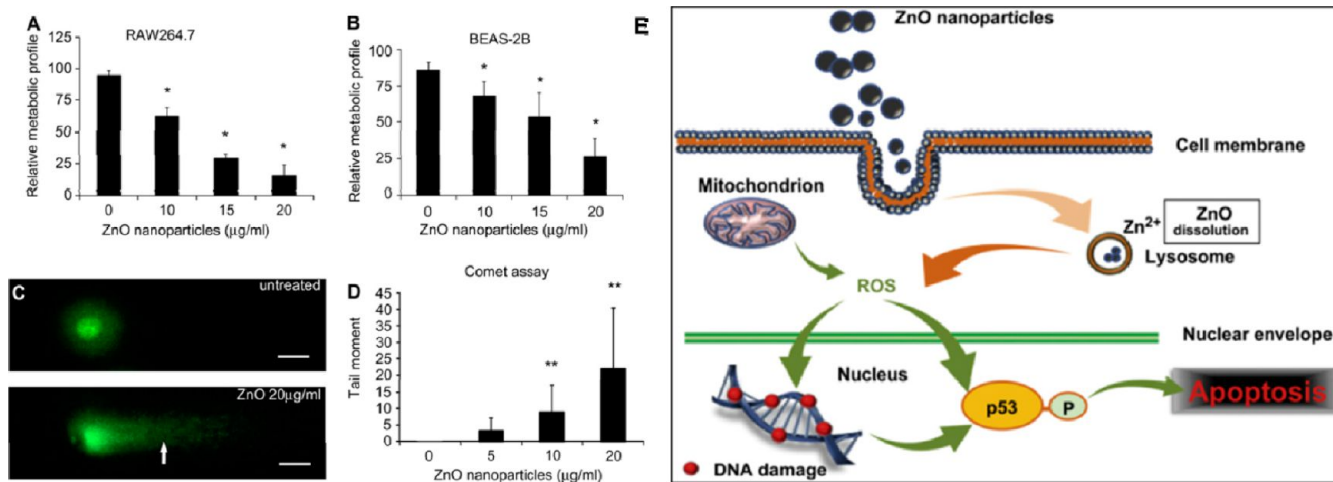 A
RAW264.7
Relative metabolic profile
125
100
75
50
25
0
0 10 15 20
ZnO nanoparticles (μg/ml)
B
BEAS-2B
Relative metabolic profile
100
75
50
25
0
* * *
0 10 15 20
ZnO nanoparticles (μg/ml)
C
untreated
ZnO 20μg/ml
D
Comet assay
Tail moment
45
40
35
30
25
20
15
10
5
0
** **
0 5 10 20
ZnO nanoparticles (μg/ml)
E
ZnO nanoparticles
Cell membrane
Mitochondrion
Zn2+
ZnO
dissolution
Lysosome
ROS
Nuclear envelope
Nucleus
p53
P
Apoptosis
DNA damage